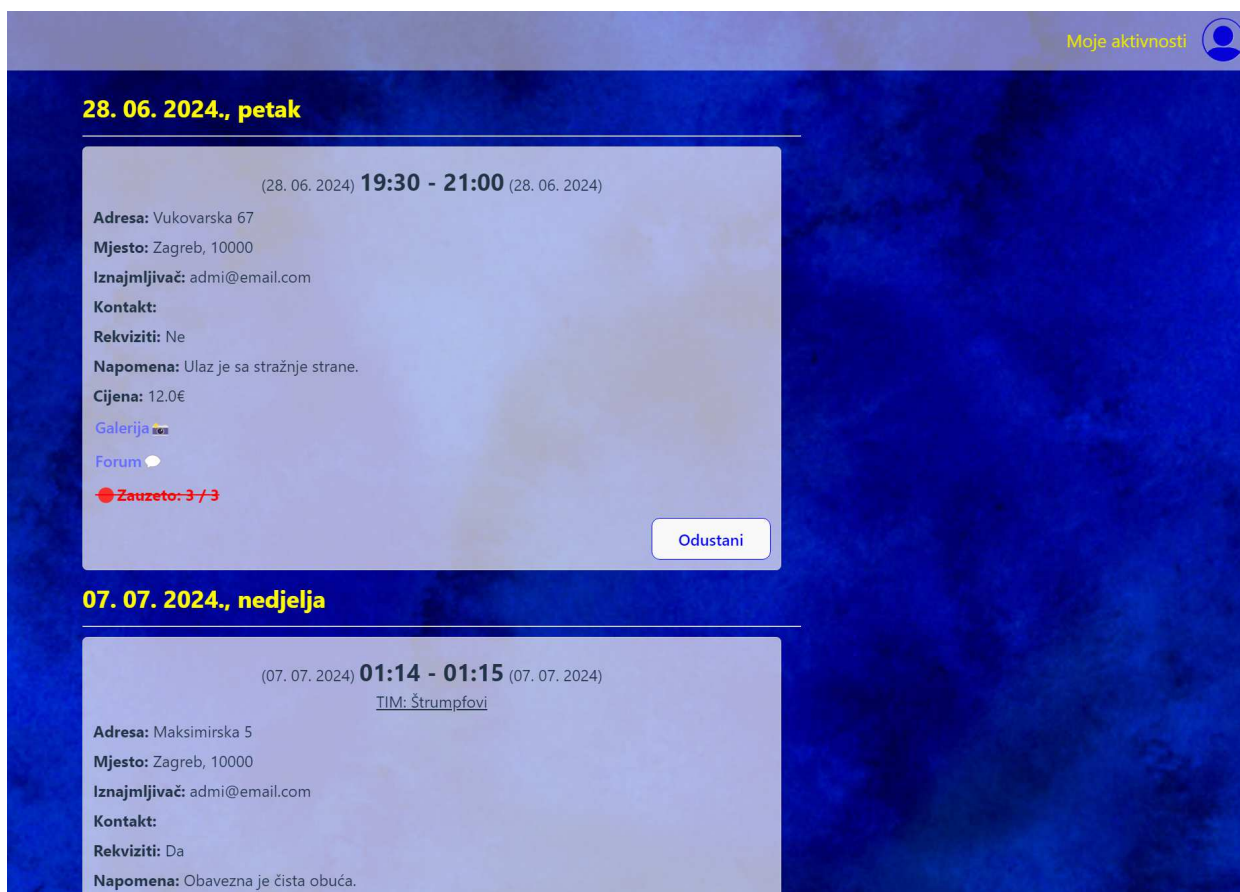 Moje aktivnosti
28. 06. 2024., petak
(28. 06. 2024) 19:30 - 21:00 (28. 06. 2024)
Adresa: Vukovarska 67
Mjesto: Zagreb, 10000
Iznajmljivač: admi@email.com
Kontakt:
Rekviziti: Ne
Napomena: Ulaz je sa stražnje strane.
Cijena: 12.0€
Galerija
Forum
Zauzeto: 3 / 3
Odustani
07. 07. 2024., nedjelja
(07. 07. 2024) 01:14 - 01:15 (07. 07. 2024)
TIM: Štrumpfovi
Adresa: Maksimirska 5
Mjesto: Zagreb, 10000
Iznajmljivač: admi@email.com
Kontakt:
Rekviziti: Da
Napomena: Obavezna je čista obuća.